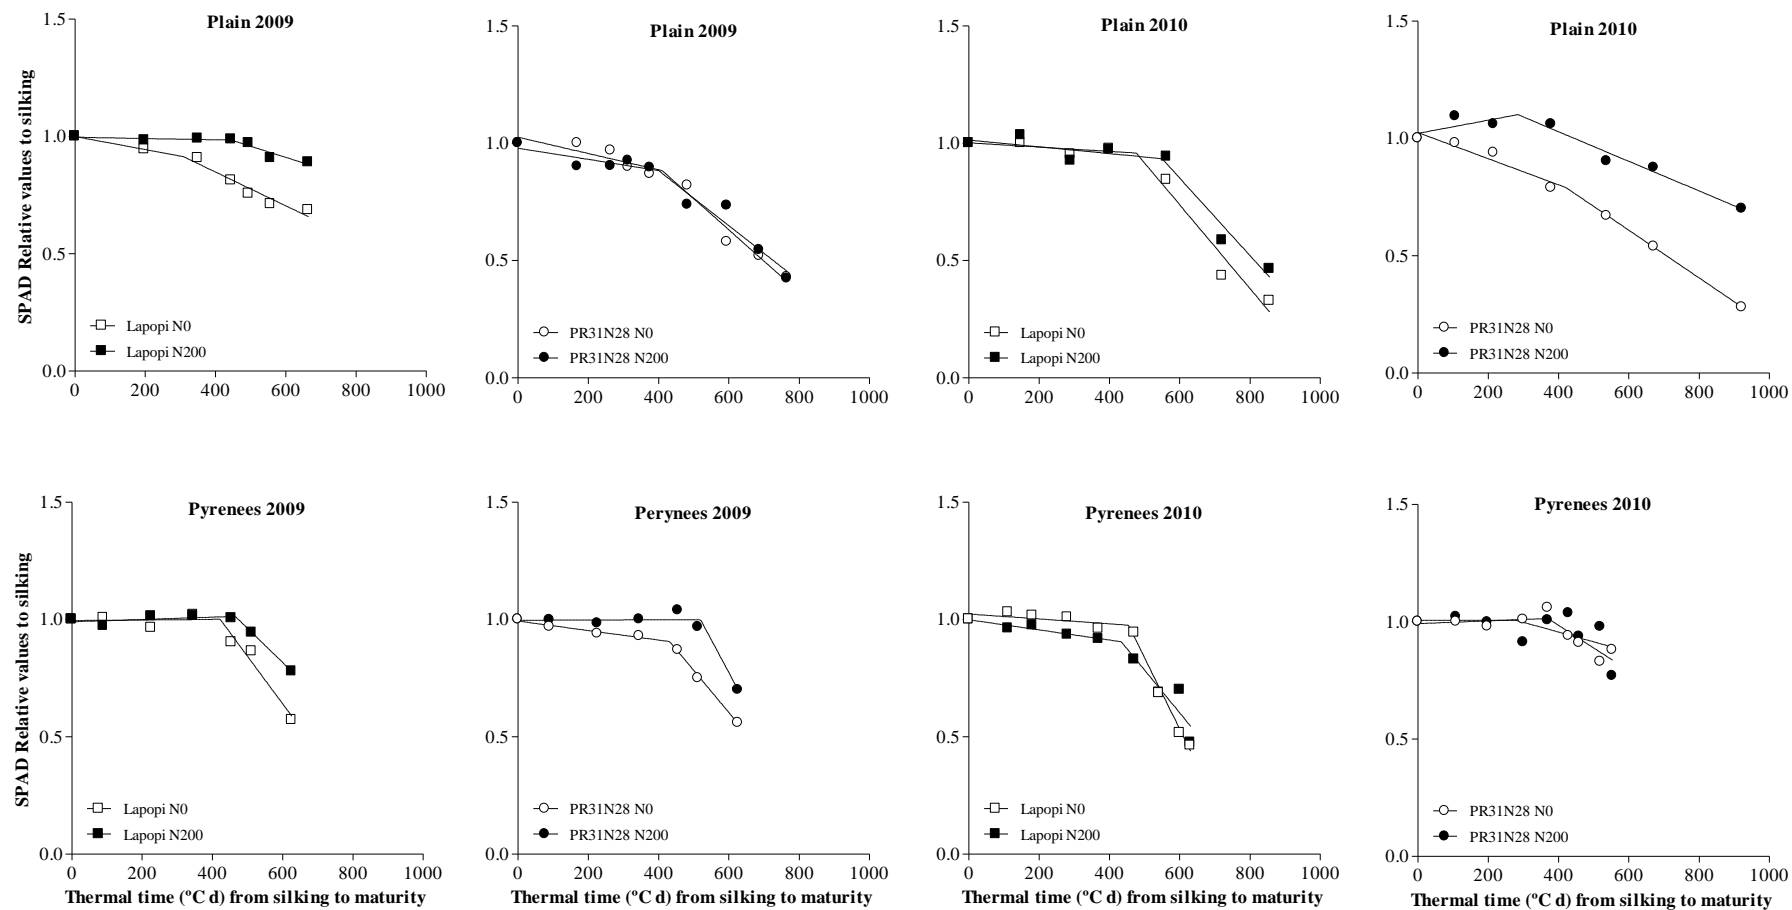 Plain 2009
1.5
1.0
0.5
0.0
SPAD Relative values to silking
Lapopi N0
Lapopi N200
0 200 400 600 800 1000
Plain 2009
1.5
1.0
0.5
0.0
PR31N28 N0
PR31N28 N200
0 200 400 600 800 1000
Plain 2010
1.5
1.0
0.5
0.0
Lapopi N0
Lapopi N200
0 200 400 600 800 1000
Plain 2010
1.5
1.0
0.5
0.0
PR31N28 N0
PR31N28 N200
0 200 400 600 800 1000
Pyrenees 2009
1.5
1.0
0.5
0.0
SPAD Relative values to silking
Lapopi N0
Lapopi N200
0 200 400 600 800 1000
Thermal time (ºC d) from silking to maturity
Perynees 2009
1.5
1.0
0.5
0.0
PR31N28 N0
PR31N28 N200
0 200 400 600 800 1000
Thermal time (ºC d) from silking to maturity
Pyrenees 2010
1.5
1.0
0.5
0.0
Lapopi N0
Lapopi N200
0 200 400 600 800 1000
Thermal time (ºC d) from silking to maturity
Pyrenees 2010
1.5
1.0
0.5
0.0
PR31N28 N0
PR31N28 N200
0 200 400 600 800 1000
Thermal time (ºC d) from silking to maturity